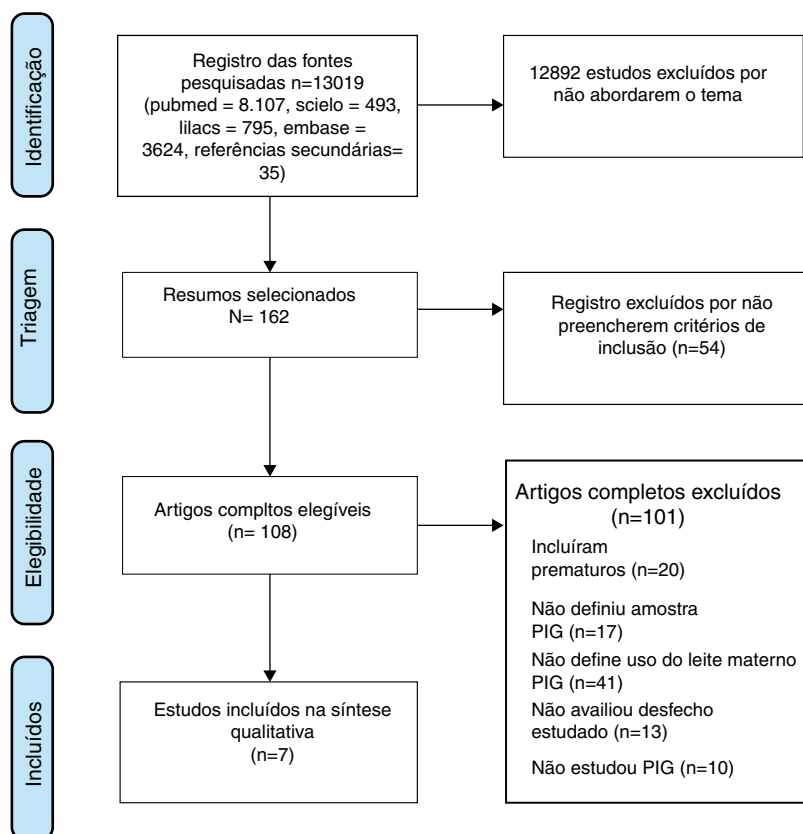 Identificação
Registro das fontes
pesquisadas n=13019
(pubmed = 8.107, scielo = 493,
lilacs = 795, embase =
3624, referências secundárias=
35)
12892 estudos excluídos por
não abordarem o tema
Triagem
Resumos selecionados
N= 162
Registro excluídos por não
preencherem critérios de
inclusão (n=54)
Elegibilidade
Artigos compltos elegíveis
(n= 108)
Artigos completos excluídos
(n=101)
Incluíram
prematuros (n=20)
Não definiu amostra
PIG (n=17)
Não define uso do leite materno
PIG (n=41)
Não availiou desfecho
estudado (n=13)
Não estudou PIG (n=10)
Incluídos
Estudos incluídos na síntese
qualitativa
(n=7)